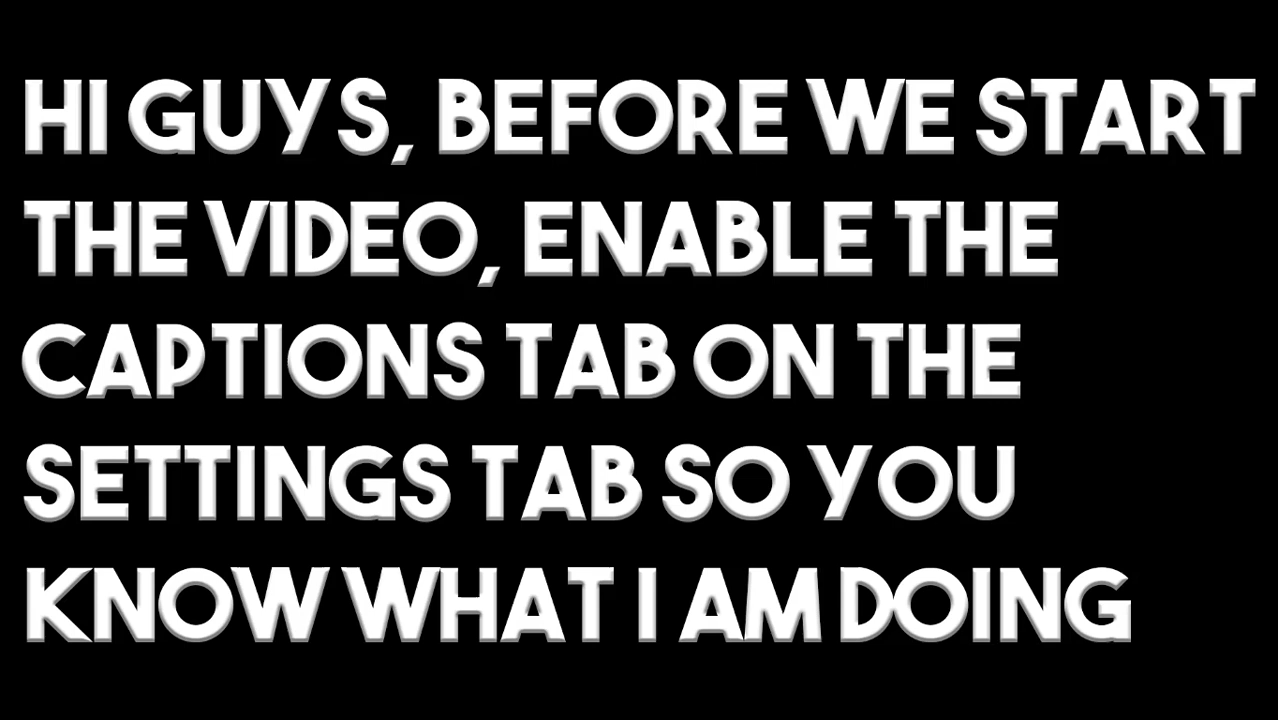 HI GUYS, BEFORE WE START
THE VIDEO, ENABLE THE
CAPTIONS TAB ON THE
SETTINGS TAB SO YOU
KNOW WHAT I AM DOING